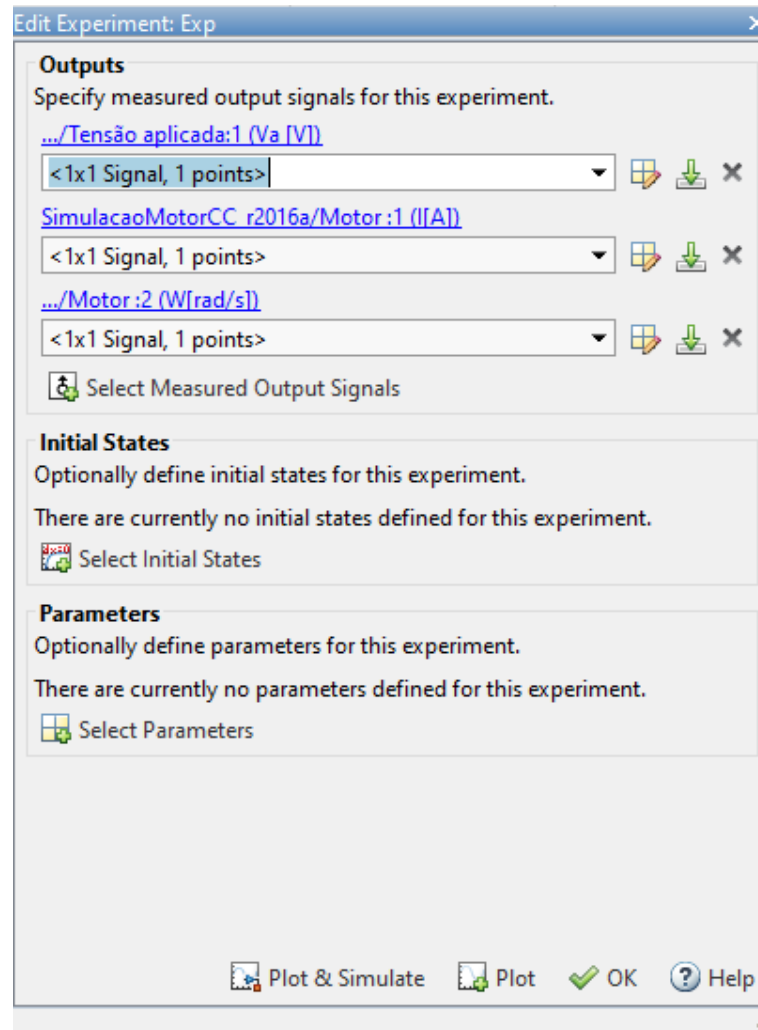 Edit Experiment: Exp
Outputs
Specify measured output signals for this experiment.
.../Tensão aplicada:1 (Va [V])
<1x1 Signal, 1 points>
SimulacaoMotorCC_r2016a/Motor :1 (I[A])
<1x1 Signal, 1 points>
.../Motor :2 (W[rad/s])
<1x1 Signal, 1 points>
Select Measured Output Signals
Initial States
Optionally define initial states for this experiment.
There are currently no initial states defined for this experiment.
Select Initial States
Parameters
Optionally define parameters for this experiment.
There are currently no parameters defined for this experiment.
Select Parameters
Plot & Simulate Plot OK Help